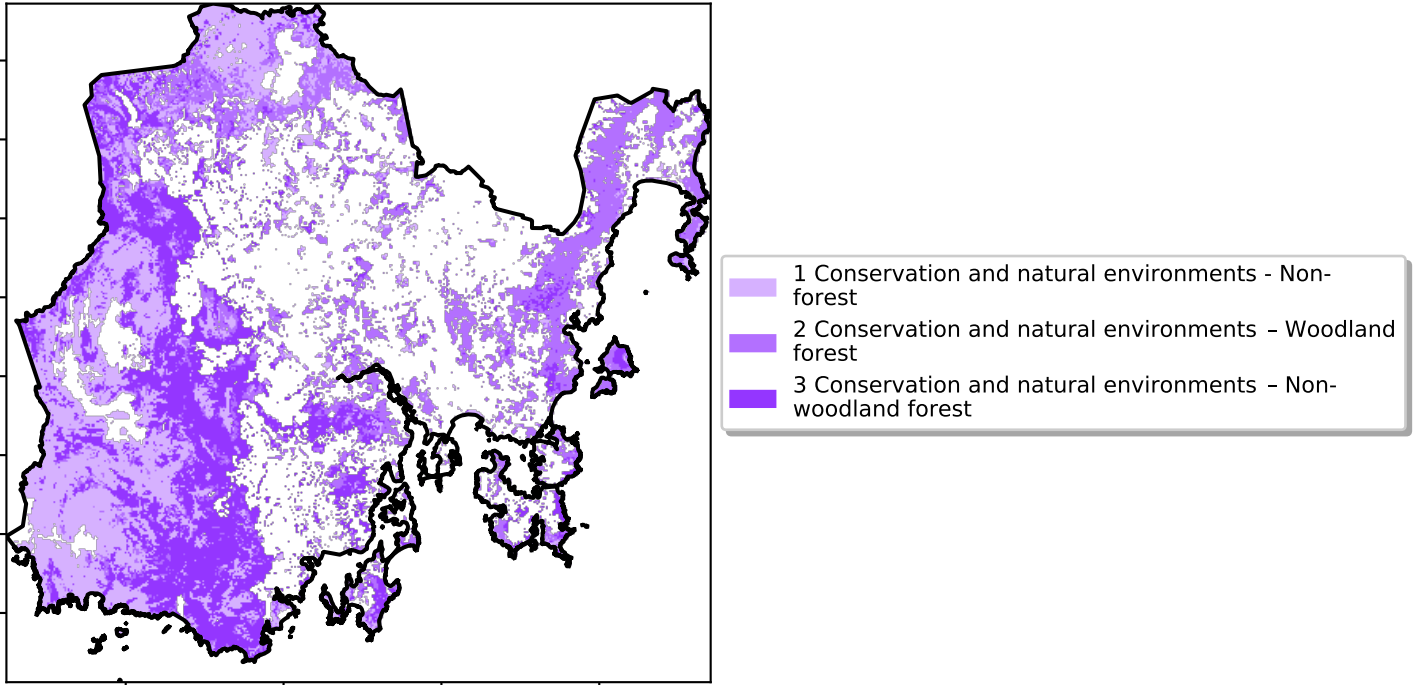 1 Conservation and natural environments - Non-
forest
2 Conservation and natural environments – Woodland
forest
3 Conservation and natural environments – Non-
woodland forest